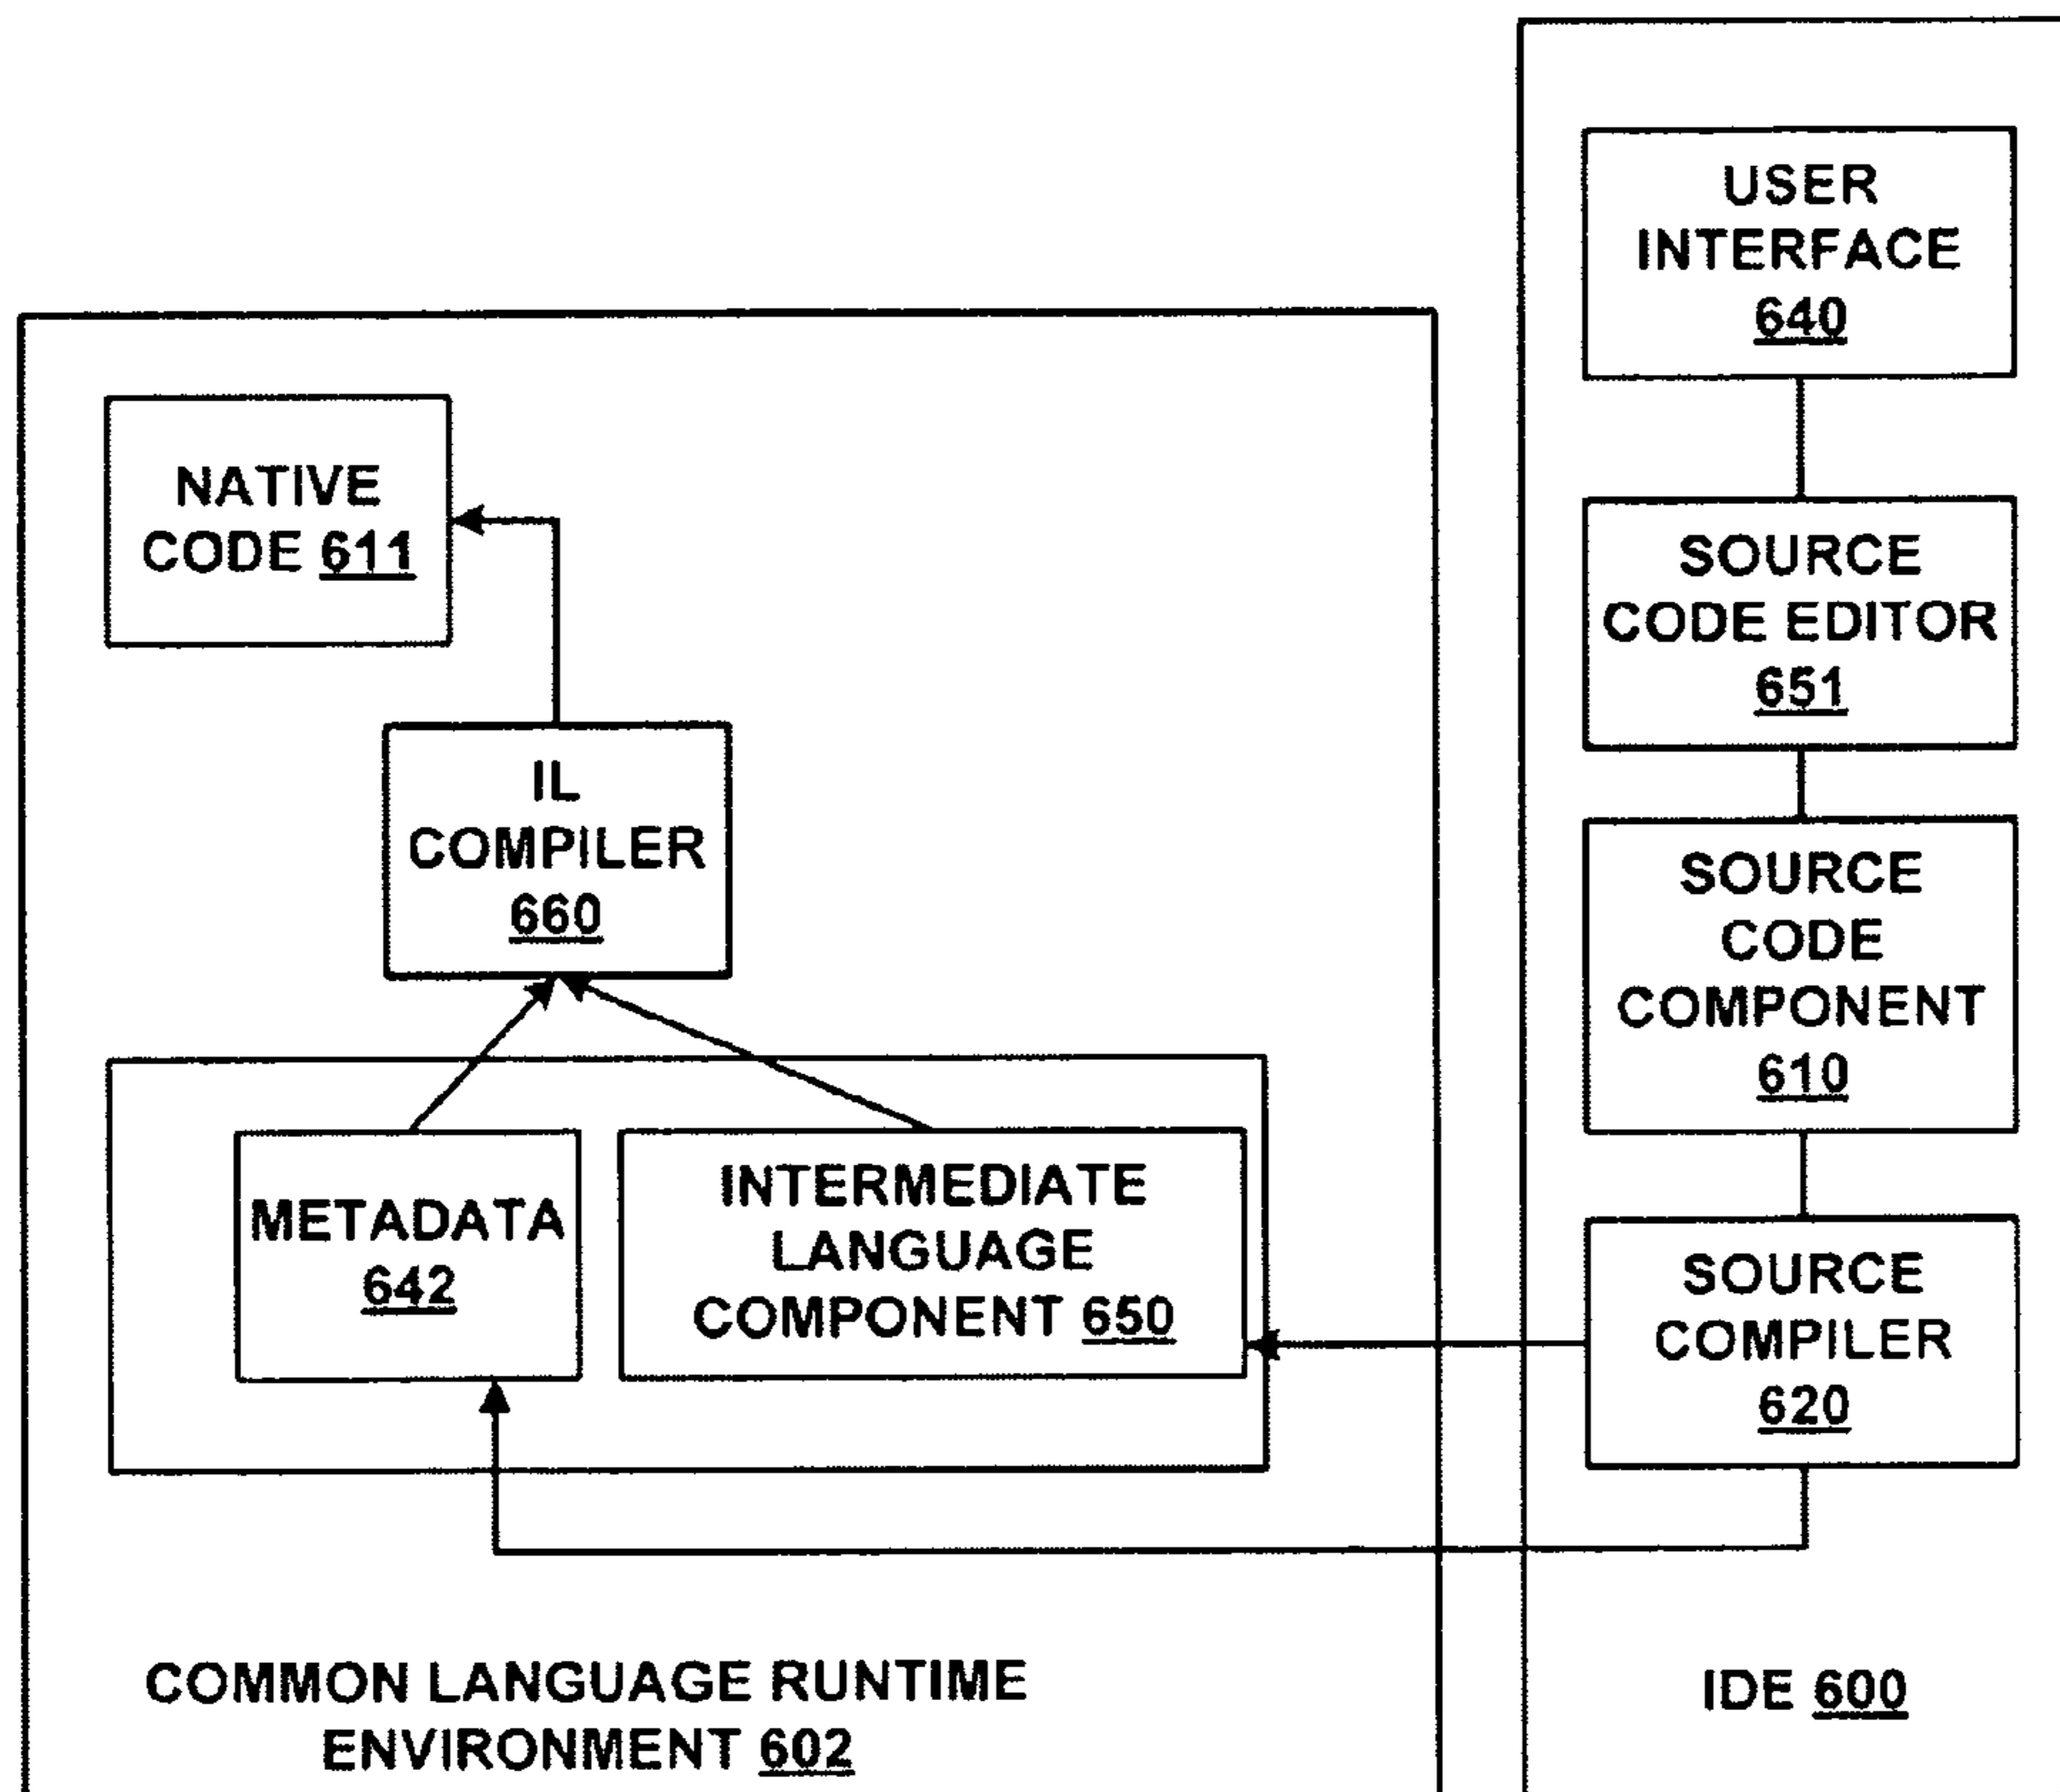 USER
INTERFACE
640
NATIVE
CODE 611
SOURCE
CODE EDITOR
651
IL
COMPILER
660
SOURCE
CODE
COMPONENT
610
METADATA
642
INTERMEDIATE
LANGUAGE
COMPONENT 650
SOURCE
COMPILER
620
COMMON LANGUAGE RUNTIME
ENVIRONMENT 602
IDE 600